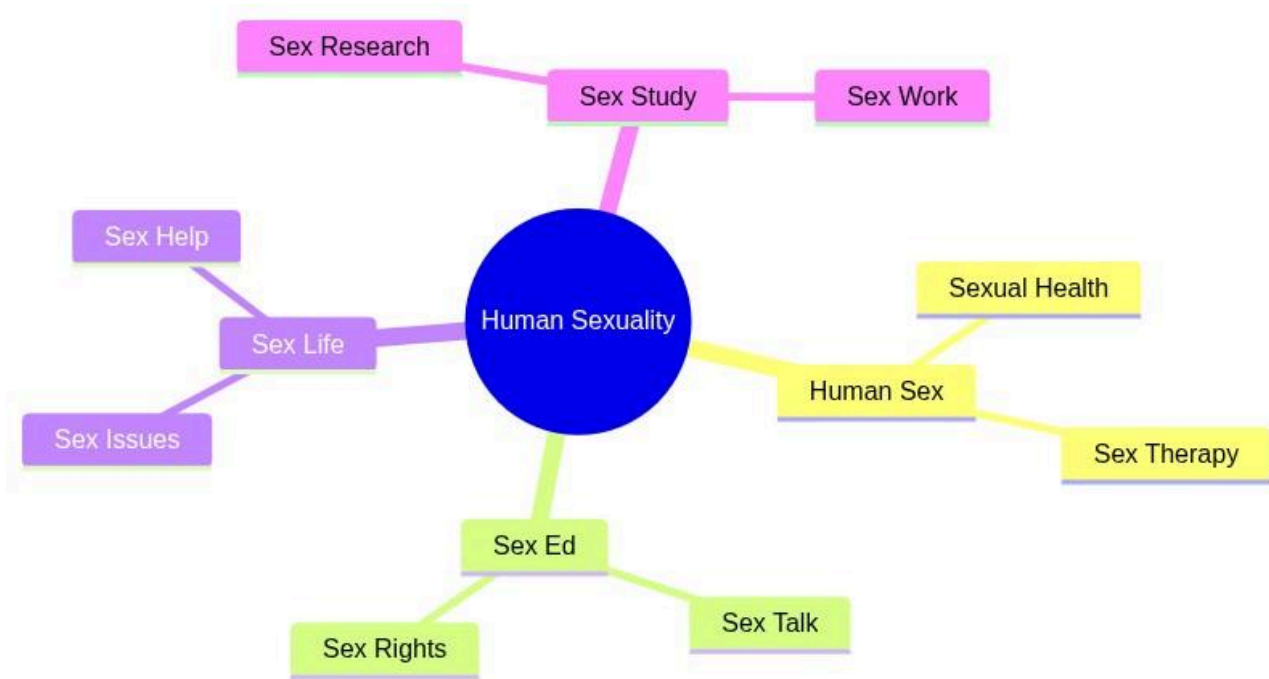 Sex Research
Sex Study
Sex Work
Sex Help
Sex Life
Sex Issues
Human Sexuality
Sexual Health
Human Sex
Sex Therapy
Sex Ed
Sex Rights
Sex Talk